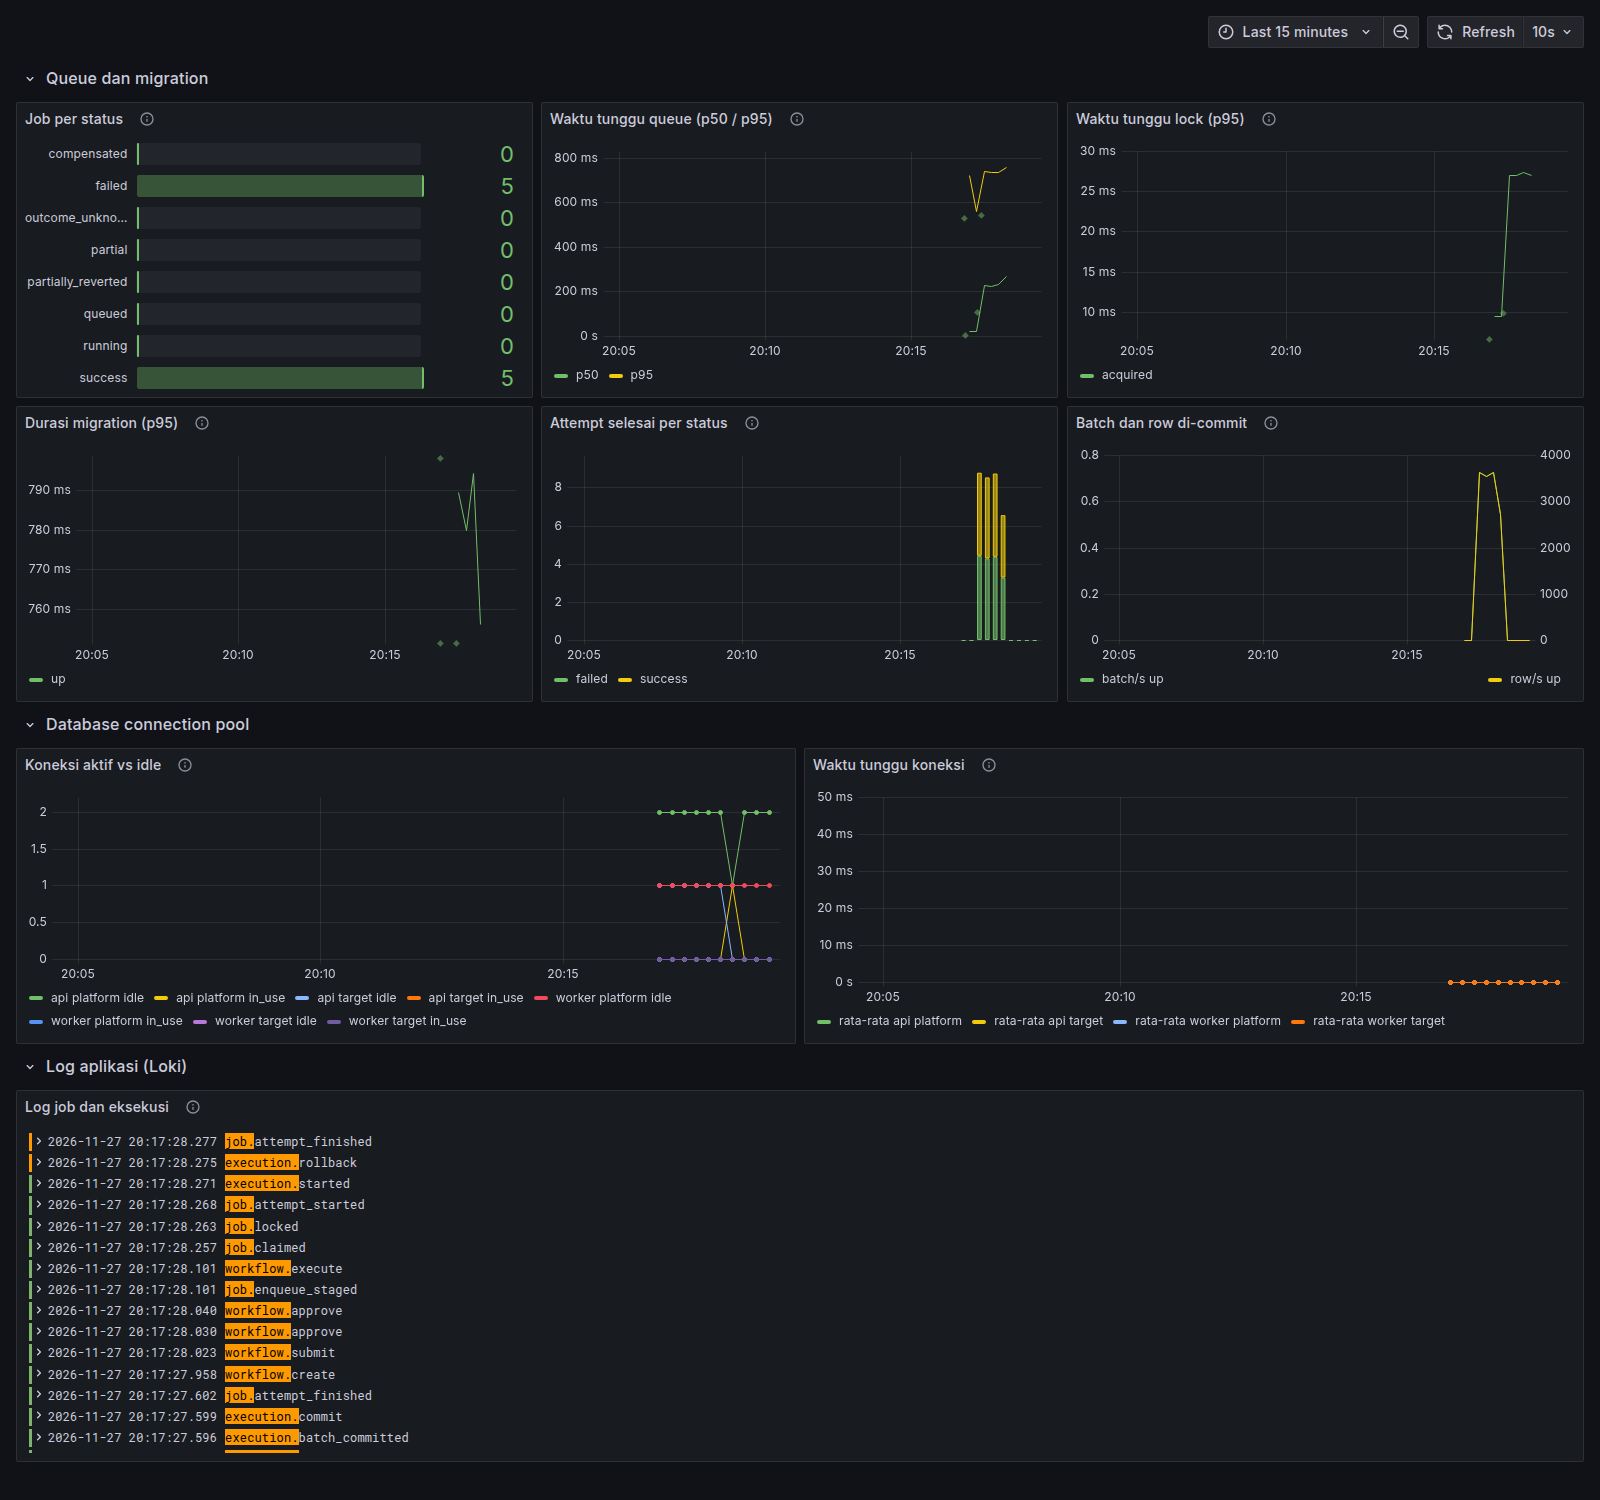 Last 15 minutes
Refresh
10s
Queue dan migration
Job per status
compensated 0
failed 5
outcome_unkno... 0
partial 0
partially_reverted 0
queued 0
running 0
success 5
Waktu tunggu queue (p50 / p95)
800 ms
600 ms
400 ms
200 ms
0 s
20:05 20:10 20:15
p50 p95
Waktu tunggu lock (p95)
30 ms
25 ms
20 ms
15 ms
10 ms
20:05 20:10 20:15
acquired
Durasi migration (p95)
790 ms
780 ms
770 ms
760 ms
20:05 20:10 20:15
up
Attempt selesai per status
8
6
4
2
0
20:05 20:10 20:15
failed success
Batch dan row di-commit
0.8 4000
0.6 3000
0.4 2000
0.2 1000
0 0
20:05 20:10 20:15
batch/s up row/s up
Database connection pool
Koneksi aktif vs idle
2
1.5
1
0.5
0
20:05 20:10 20:15
api platform idle api platform in_use api target idle api target in_use worker platform idle
worker platform in_use worker target idle worker target in_use
Waktu tunggu koneksi
50 ms
40 ms
30 ms
20 ms
10 ms
0 s
20:05 20:10 20:15
rata-rata api platform rata-rata api target rata-rata worker platform rata-rata worker target
Log aplikasi (Loki)
Log job dan eksekusi
2026-11-27 20:17:28.277 job.attempt_finished
2026-11-27 20:17:28.275 execution.rollback
2026-11-27 20:17:28.271 execution.started
2026-11-27 20:17:28.268 job.attempt_started
2026-11-27 20:17:28.263 job.locked
2026-11-27 20:17:28.257 job.claimed
2026-11-27 20:17:28.101 workflow.execute
2026-11-27 20:17:28.101 job.enqueue_staged
2026-11-27 20:17:28.040 workflow.approve
2026-11-27 20:17:28.030 workflow.approve
2026-11-27 20:17:28.023 workflow.submit
2026-11-27 20:17:27.958 workflow.create
2026-11-27 20:17:27.602 job.attempt_finished
2026-11-27 20:17:27.599 execution.commit
2026-11-27 20:17:27.596 execution.batch_committed